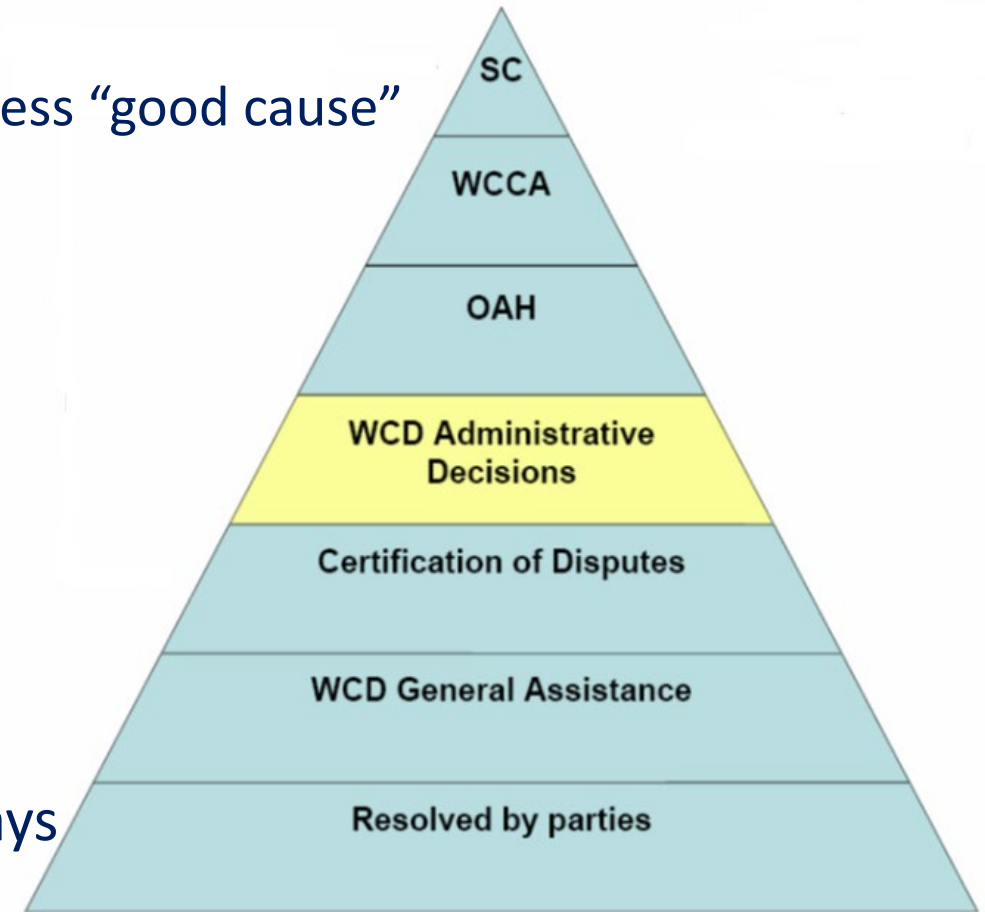 SC
ess “good cause”
WCCA
OAH
WCD Administrative
Decisions
Certification of Disputes
WCD General Assistance
Resolved by parties
ys